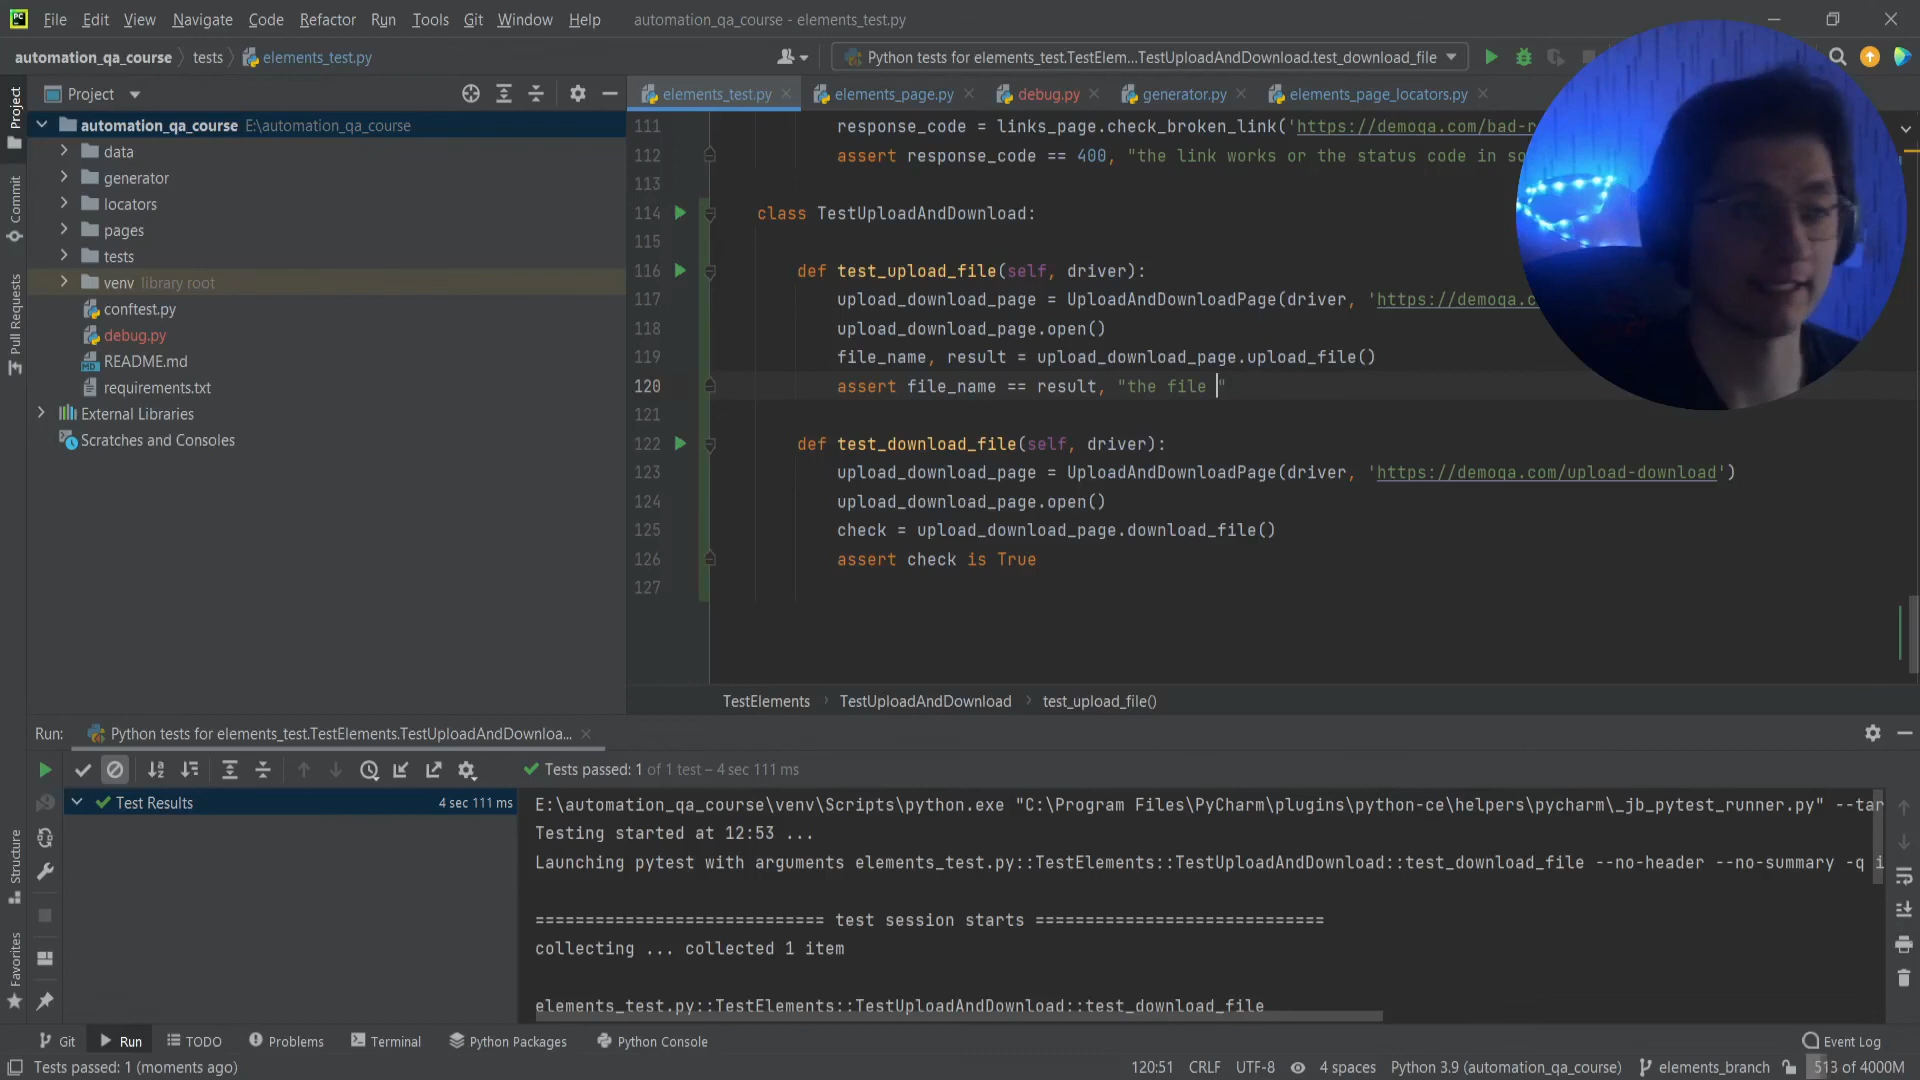 File Edit View Navigate Code Refactor Run Tools Git Window Help automation_qa_course - elements_test.py
automation_qa_course tests elements_test.py
Python tests for elements_test.TestElem...TestUploadAndDownload.test_download_file
Project
elements_test.py elements_page.py debug.py generator.py elements_page_locators.py
automation_qa_course E:\automation_qa_course
data
generator
locators
pages
tests
venv library root
conftest.py
debug.py
README.md
requirements.txt
External Libraries
Scratches and Consoles
111 response_code = links_page.check_broken_link('https://demoqa.com/bad-r
112 assert response_code == 400, "the link works or the status code in so
113
114 class TestUploadAndDownload:
115
116 def test_upload_file(self, driver):
117 upload_download_page = UploadAndDownloadPage(driver, 'https://demoqa.c
118 upload_download_page.open()
119 file_name, result = upload_download_page.upload_file()
120 assert file_name == result, "the file "
121
122 def test_download_file(self, driver):
123 upload_download_page = UploadAndDownloadPage(driver, 'https://demoqa.com/upload-download')
124 upload_download_page.open()
125 check = upload_download_page.download_file()
126 assert check is True
127
TestElements TestUploadAndDownload test_upload_file()
Project
Commit
Pull Requests
Structure
Favorites
Run: Python tests for elements_test.TestElements.TestUploadAndDownloa...
Tests passed: 1 of 1 test – 4 sec 111 ms
Test Results 4 sec 111 ms
E:\automation_qa_course\venv\Scripts\python.exe "C:\Program Files\PyCharm\plugins\python-ce\helpers\pycharm\_jb_pytest_runner.py" --tar
Testing started at 12:53 ...
Launching pytest with arguments elements_test.py::TestElements::TestUploadAndDownload::test_download_file --no-header --no-summary -q i
============================ test session starts ============================
collecting ... collected 1 item
elements_test.py::TestElements::TestUploadAndDownload::test_download_file
Git Run TODO Problems Terminal Python Packages Python Console Event Log
Tests passed: 1 (moments ago) 120:51 CRLF UTF-8 4 spaces Python 3.9 (automation_qa_course) elements_branch 513 of 4000M